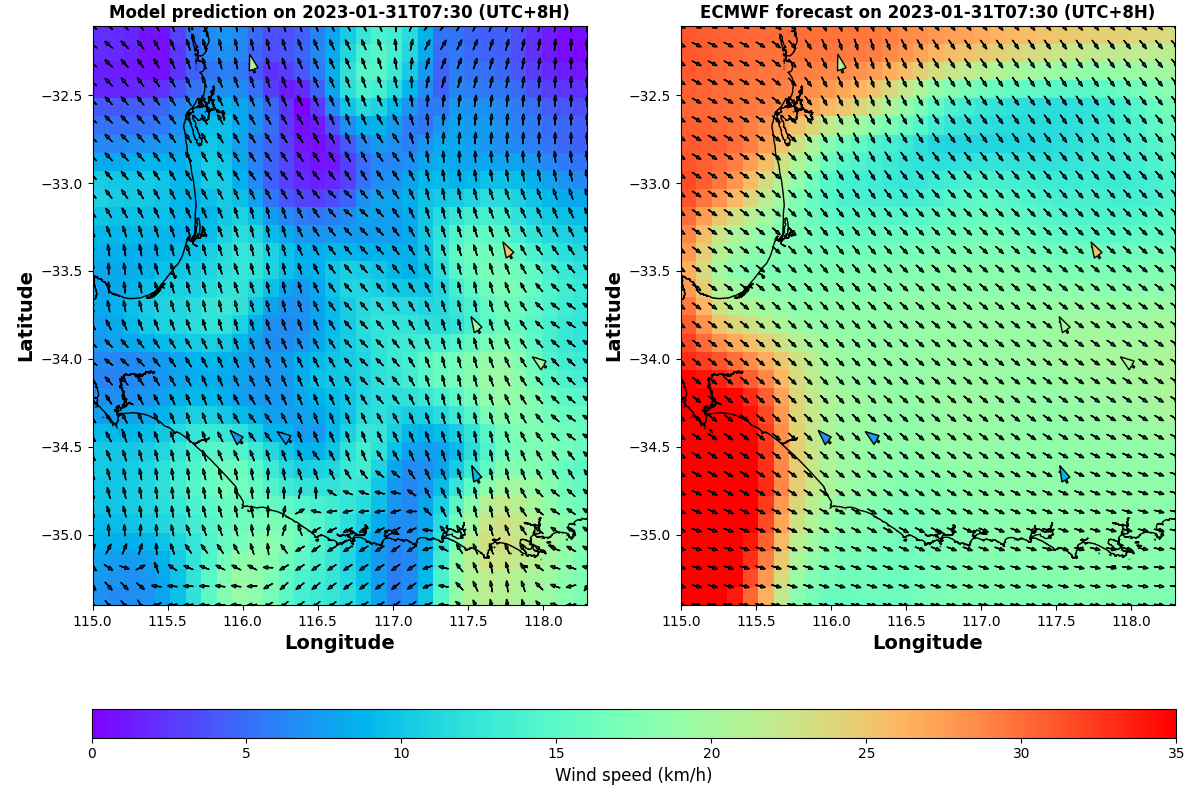 Model prediction on 2023-01-31T07:30 (UTC+8H)
ECMWF forecast on 2023-01-31T07:30 (UTC+8H)
−32.5
−33.0
−33.5
−34.0
−34.5
−35.0
Latitude
115.0 115.5 116.0 116.5 117.0 117.5 118.0
Longitude
−32.5
−33.0
−33.5
−34.0
−34.5
−35.0
Latitude
115.0 115.5 116.0 116.5 117.0 117.5 118.0
Longitude
0 5 10 15 20 25 30 35
Wind speed (km/h)